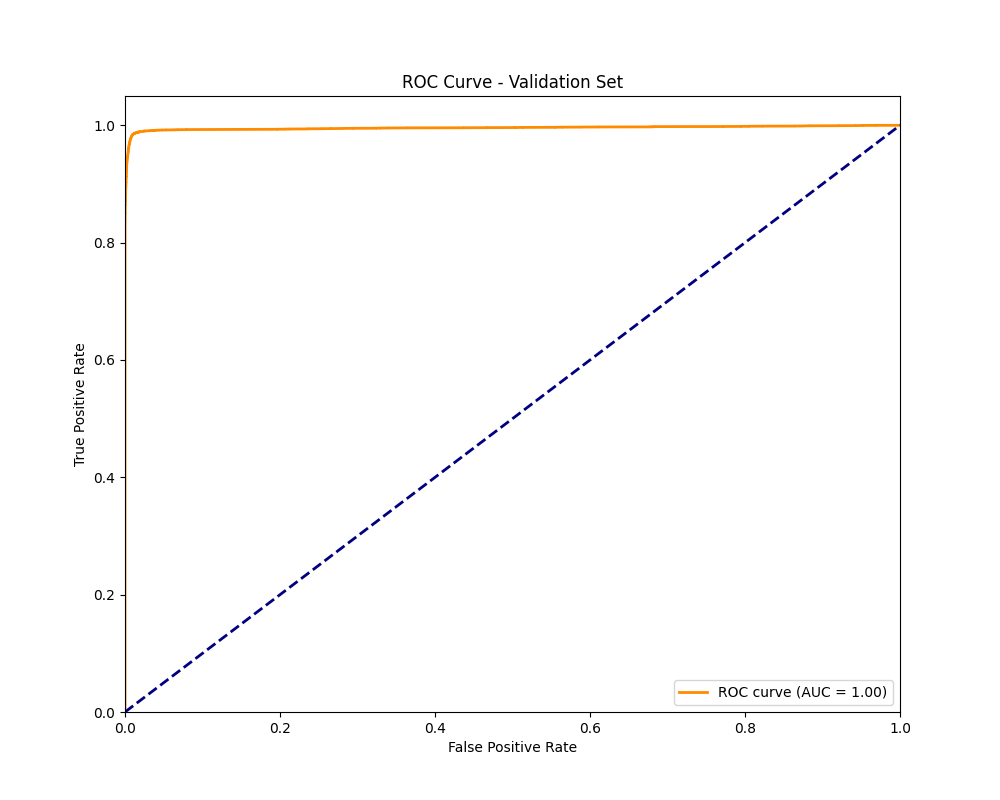 ROC Curve - Validation Set
1.0
0.8
0.6
0.4
0.2
0.0
True Positive Rate
0.0 0.2 0.4 0.6 0.8 1.0
False Positive Rate
ROC curve (AUC = 1.00)